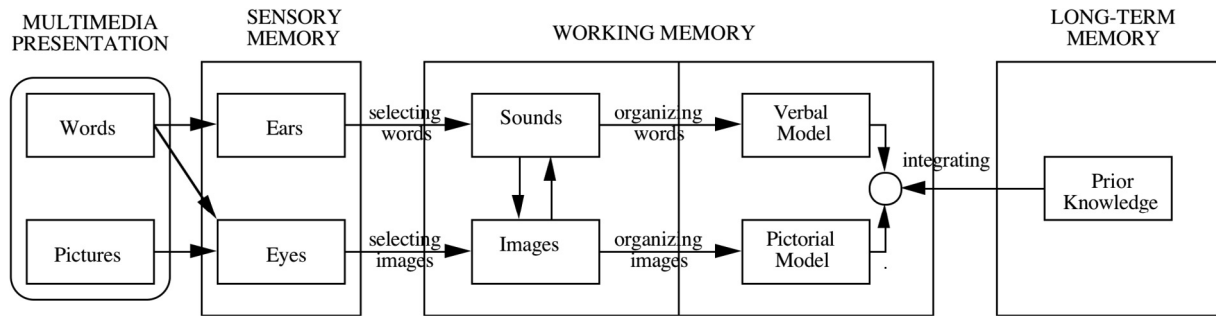 MULTIMEDIA
PRESENTATION
SENSORY
MEMORY
WORKING MEMORY
LONG-TERM
MEMORY
Words
Ears
selecting
words
Sounds
organizing
words
Verbal
Model
integrating
Prior
Knowledge
Pictures
Eyes
selecting
images
Images
organizing
images
Pictorial
Model